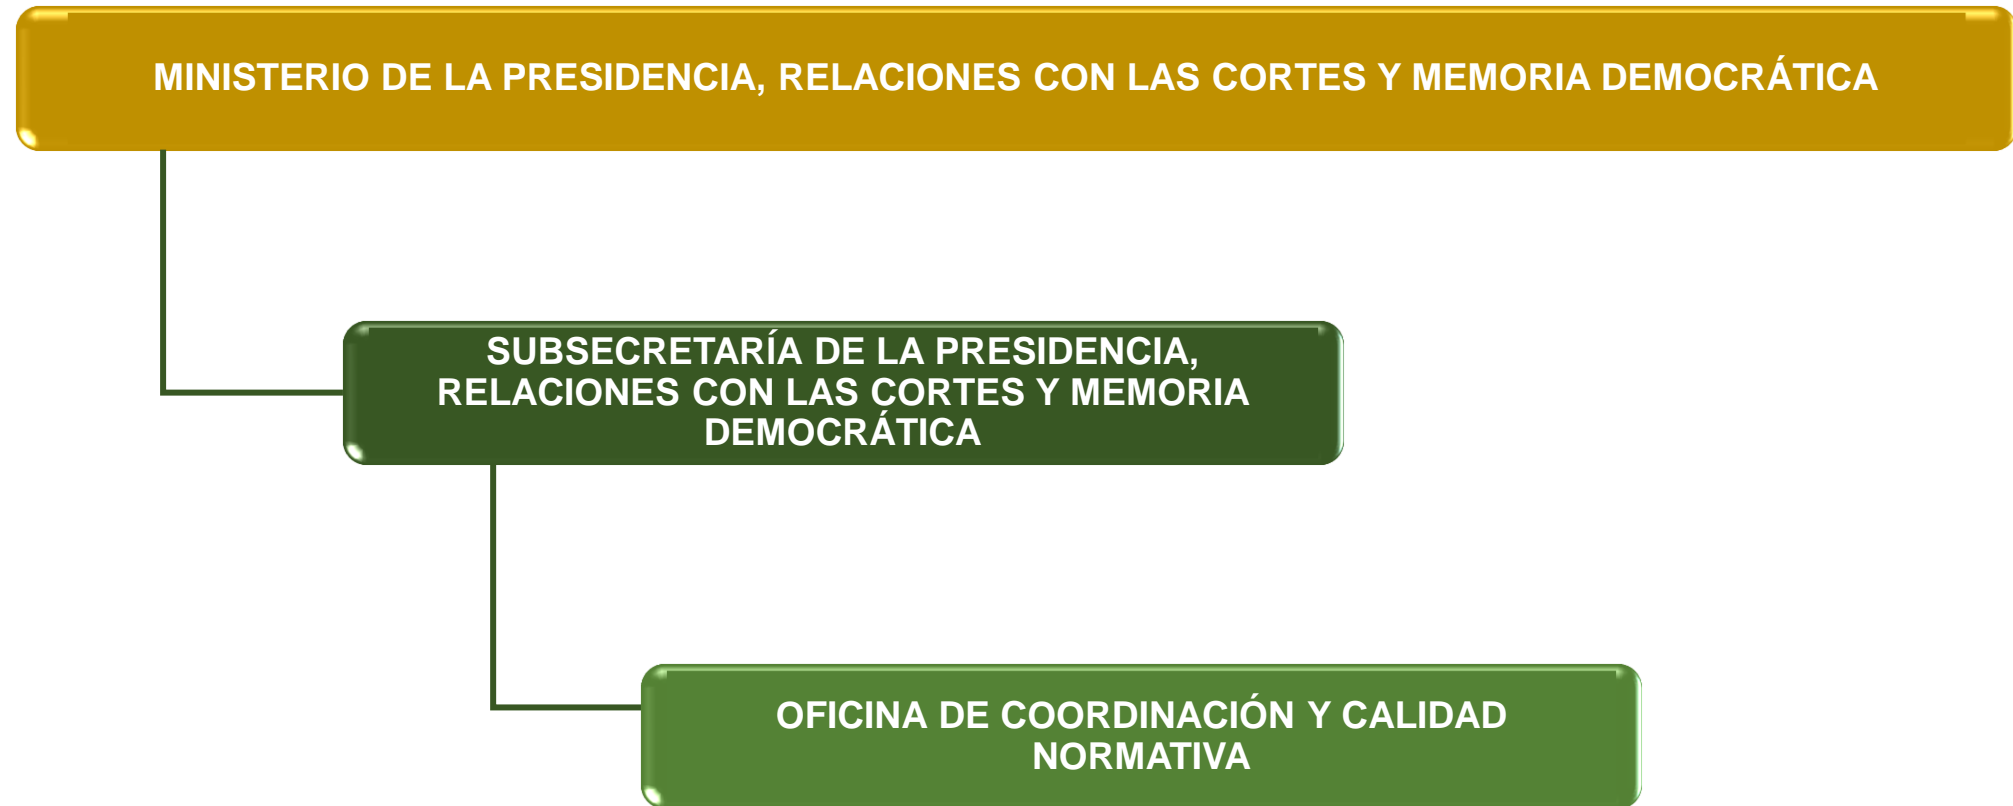 MINISTERIO DE LA PRESIDENCIA, RELACIONES CON LAS CORTES Y MEMORIA DEMOCRÁTICA
SUBSECRETARÍA DE LA PRESIDENCIA,
RELACIONES CON LAS CORTES Y MEMORIA
DEMOCRÁTICA
OFICINA DE COORDINACIÓN Y CALIDAD
NORMATIVA